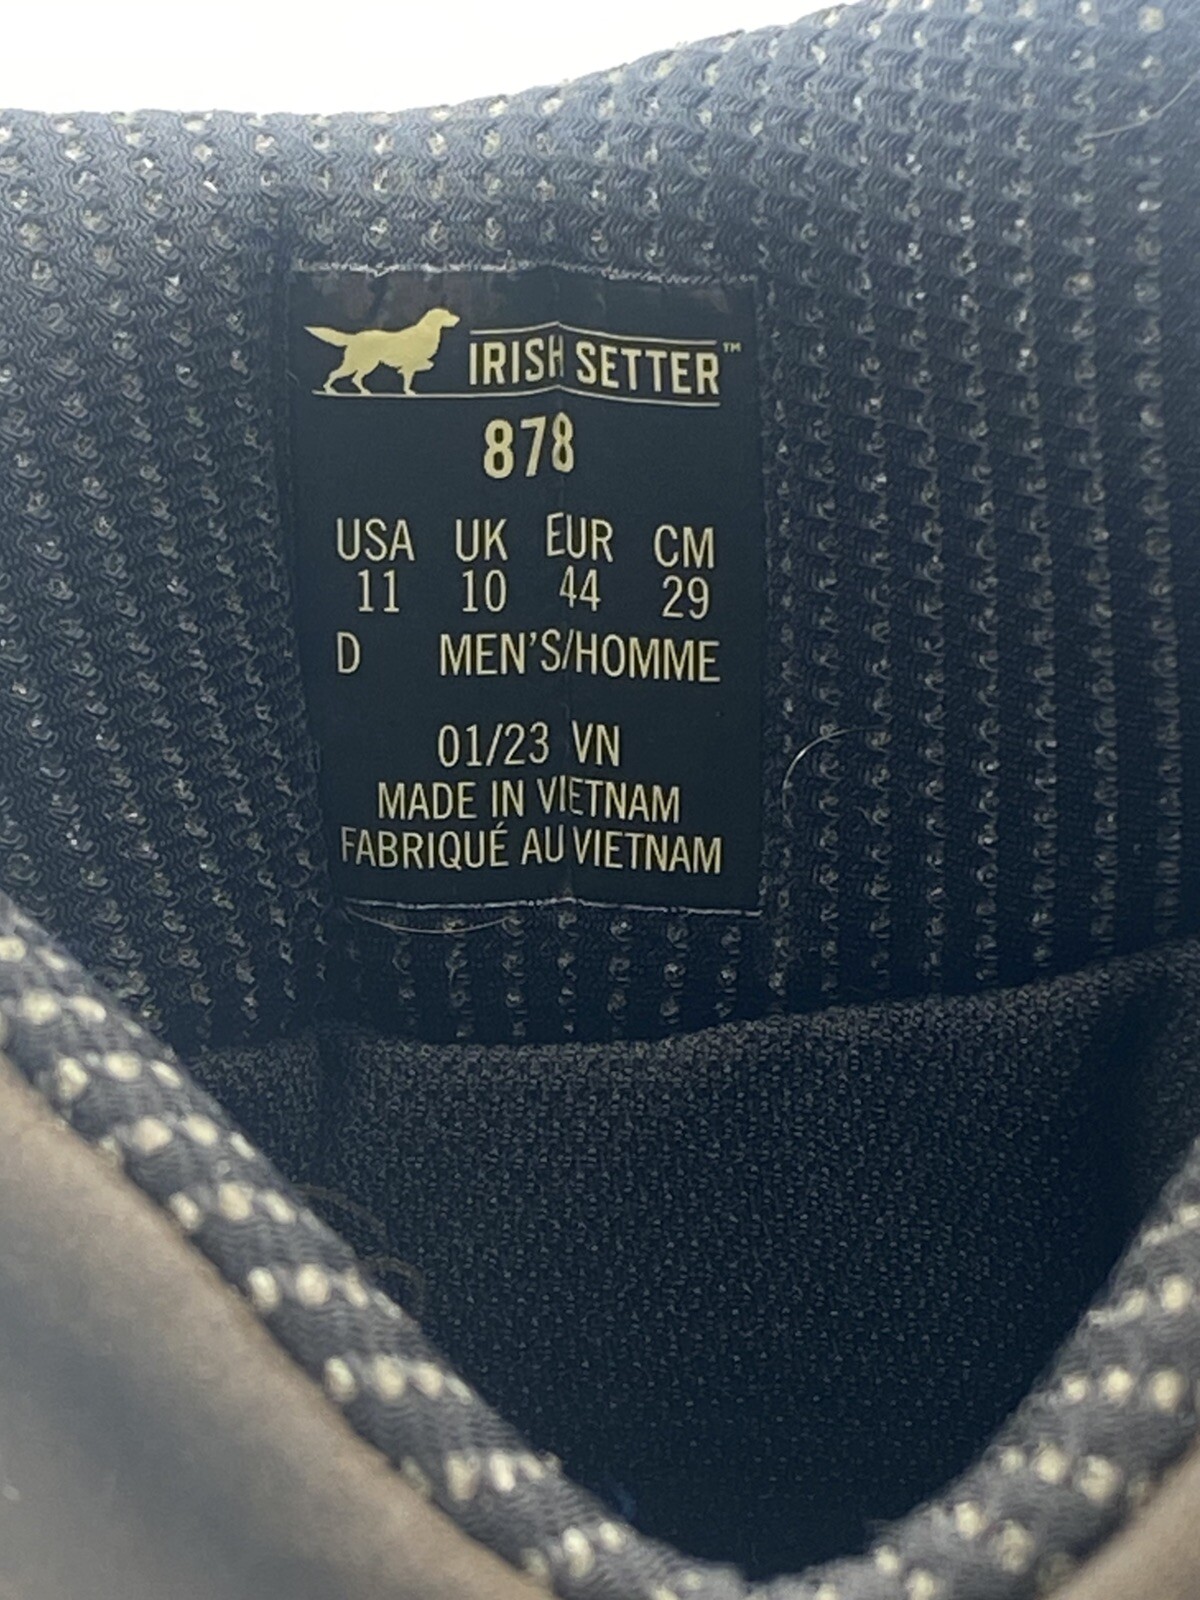 IRISH SETTER™
878
USA UK EUR CM
11 10 44 29
D MEN'S/HOMME
01/23 VN
MADE IN VIETNAM
FABRIQUÉ AU VIETNAM